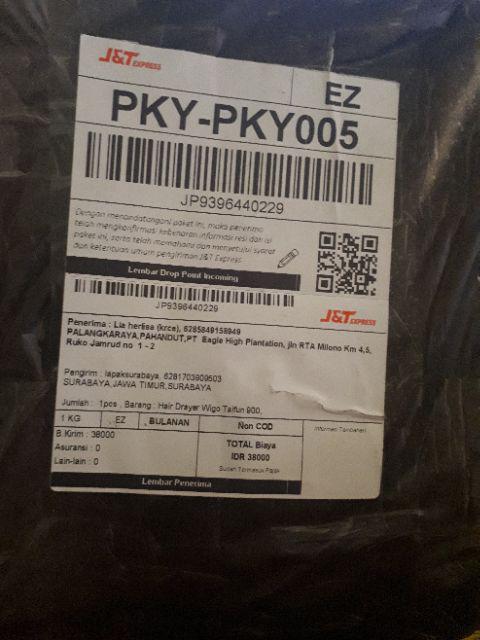 J&T EXPRESS
EZ
PKY-PKY005
JP9396440229
Dengan menandatangani paket ini, maka penerima
telah mengkonfirmasi kebenaran informasi resi dan isi
paket ini, serta telah memahami dan menyetujui syarat
dan ketentuan umum pengiriman J&T Express
Lembar Drop Point Incoming
JP9396440229
J&T EXPRESS
Penerima : Lia herlisa (krce), 6285849158949
PALANGKARAYA,PAHANDUT,PT Eagle High Plantation, jln RTA Milono Km 4,5,
Ruko Jamrud no 1 - 2
Pengirim : lapaksurabaya, 6281703909503
SURABAYA,JAWA TIMUR,SURABAYA
Jumlah : 1pcs , Barang : Hair Drayer Wigo Taifun 900,
1 KG EZ BULANAN Non COD Informasi Tambahan
B.Kirim : 38000
Asuransi : 0
Lain-lain : 0
TOTAL Biaya
IDR 38000
Sudah Termasuk Pajak
Lembar Penerima